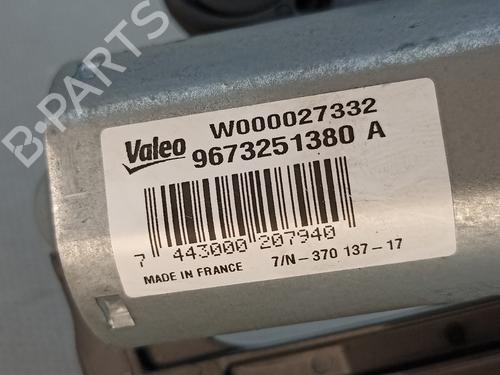 B-PARTS
Valeo
W000027332
9673251380 A
7 443000 207940
MADE IN FRANCE 7/N-370 137-17